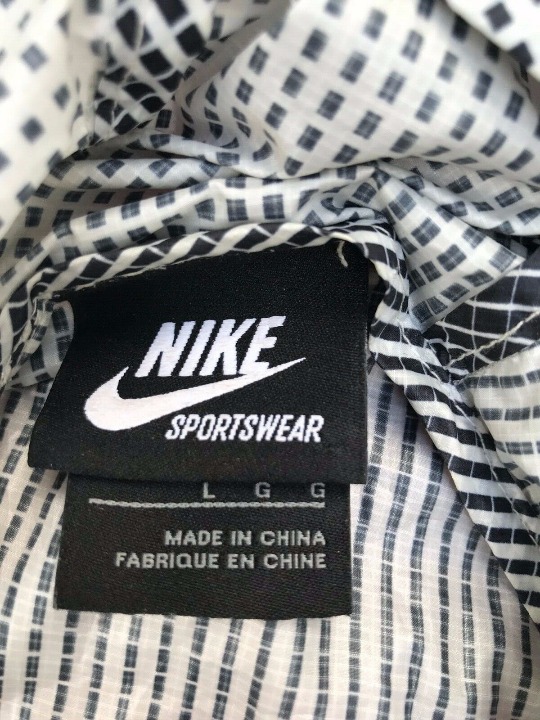 NIKE
SPORTSWEAR
L G G
MADE IN CHINA
FABRIQUE EN CHINE